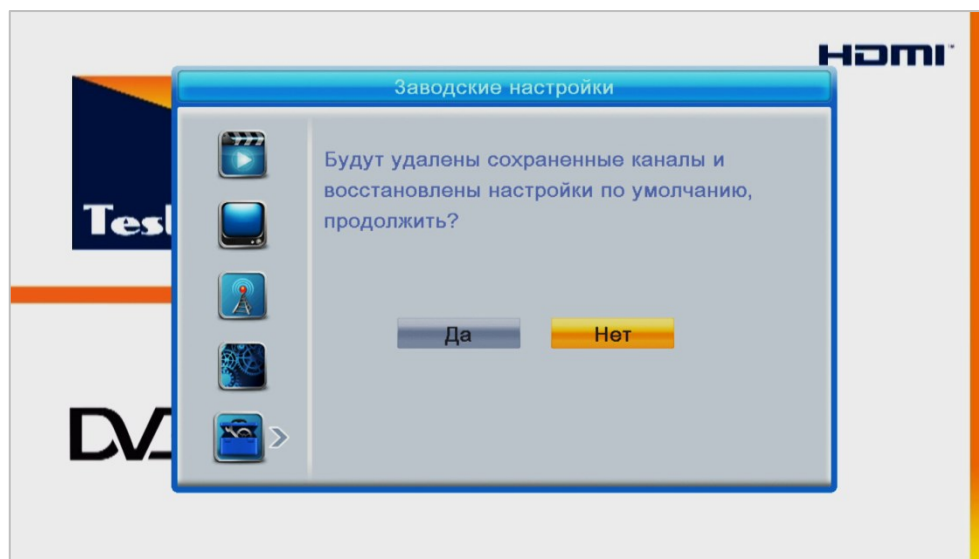 HDMI
Заводские настройки
Будут удалены сохраненные каналы и
восстановлены настройки по умолчанию,
продолжить?
Да Нет